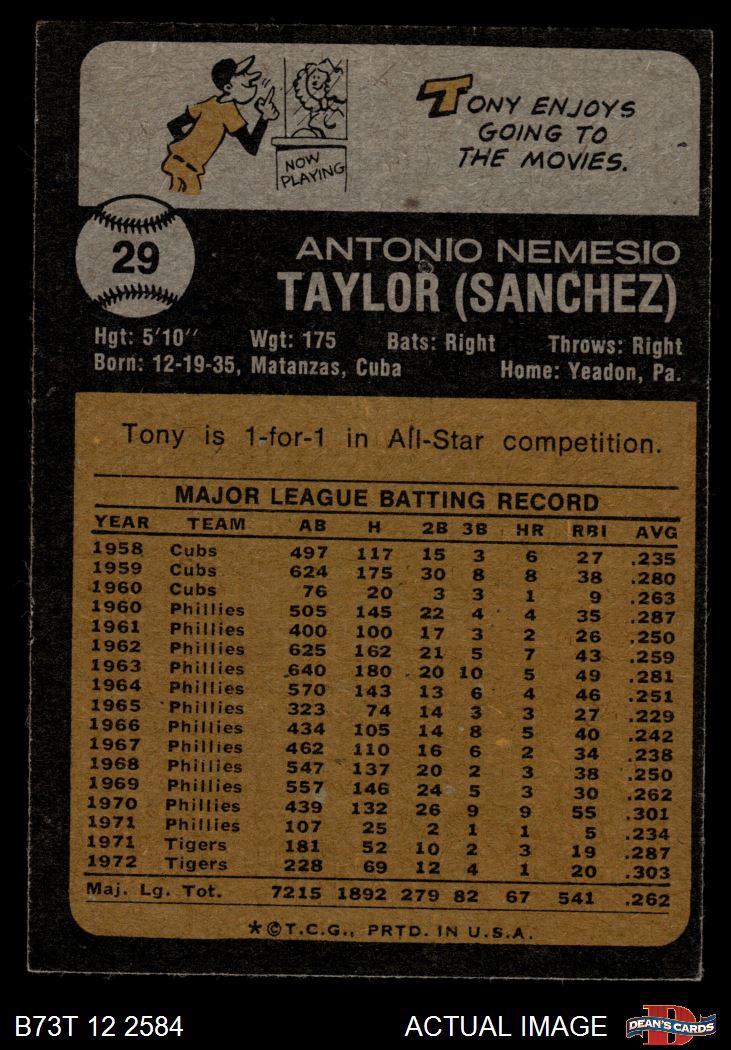 TONY ENJOYS
GOING TO
THE MOVIES.
NOW
PLAYING
29
ANTONIO NEMESIO
TAYLOR (SANCHEZ)
Hgt: 5'10" Wgt: 175 Bats: Right Throws: Right
Born: 12-19-35, Matanzas, Cuba Home: Yeadon, Pa.
Tony is 1-for-1 in All-Star competition.
MAJOR LEAGUE BATTING RECORD
YEAR TEAM AB H 2B 3B HR RBI AVG
1958 Cubs 497 117 15 3 6 27 .235
1959 Cubs 624 175 30 8 8 38 .280
1960 Cubs 76 20 3 3 1 9 .263
1960 Phillies 505 145 22 4 4 35 .287
1961 Phillies 400 100 17 3 2 26 .250
1962 Phillies 625 162 21 5 7 43 .259
1963 Phillies 640 180 20 10 5 49 .281
1964 Phillies 570 143 13 6 4 46 .251
1965 Phillies 323 74 14 3 3 27 .229
1966 Phillies 434 105 14 8 5 40 .242
1967 Phillies 462 110 16 6 2 34 .238
1968 Phillies 547 137 20 2 3 38 .250
1969 Phillies 557 146 24 5 3 30 .262
1970 Phillies 439 132 26 9 9 55 .301
1971 Phillies 107 25 2 1 1 5 .234
1971 Tigers 181 52 10 2 3 19 .287
1972 Tigers 228 69 12 4 1 20 .303
Maj. Lg. Tot. 7215 1892 279 82 67 541 .262
*©T.C.G., PRTD. IN U.S.A.
B73T 12 2584 ACTUAL IMAGE D DEAN'S CARDS